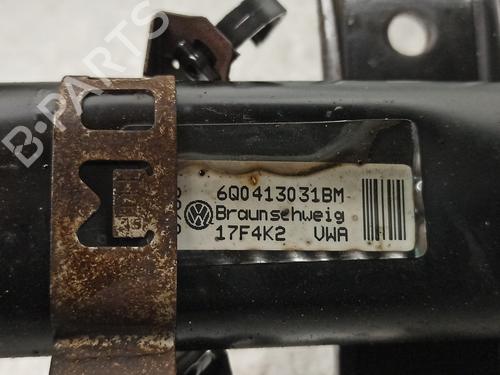 B-PARTS
6Q0413031BM
Braunschweig
17F4K2 VWA